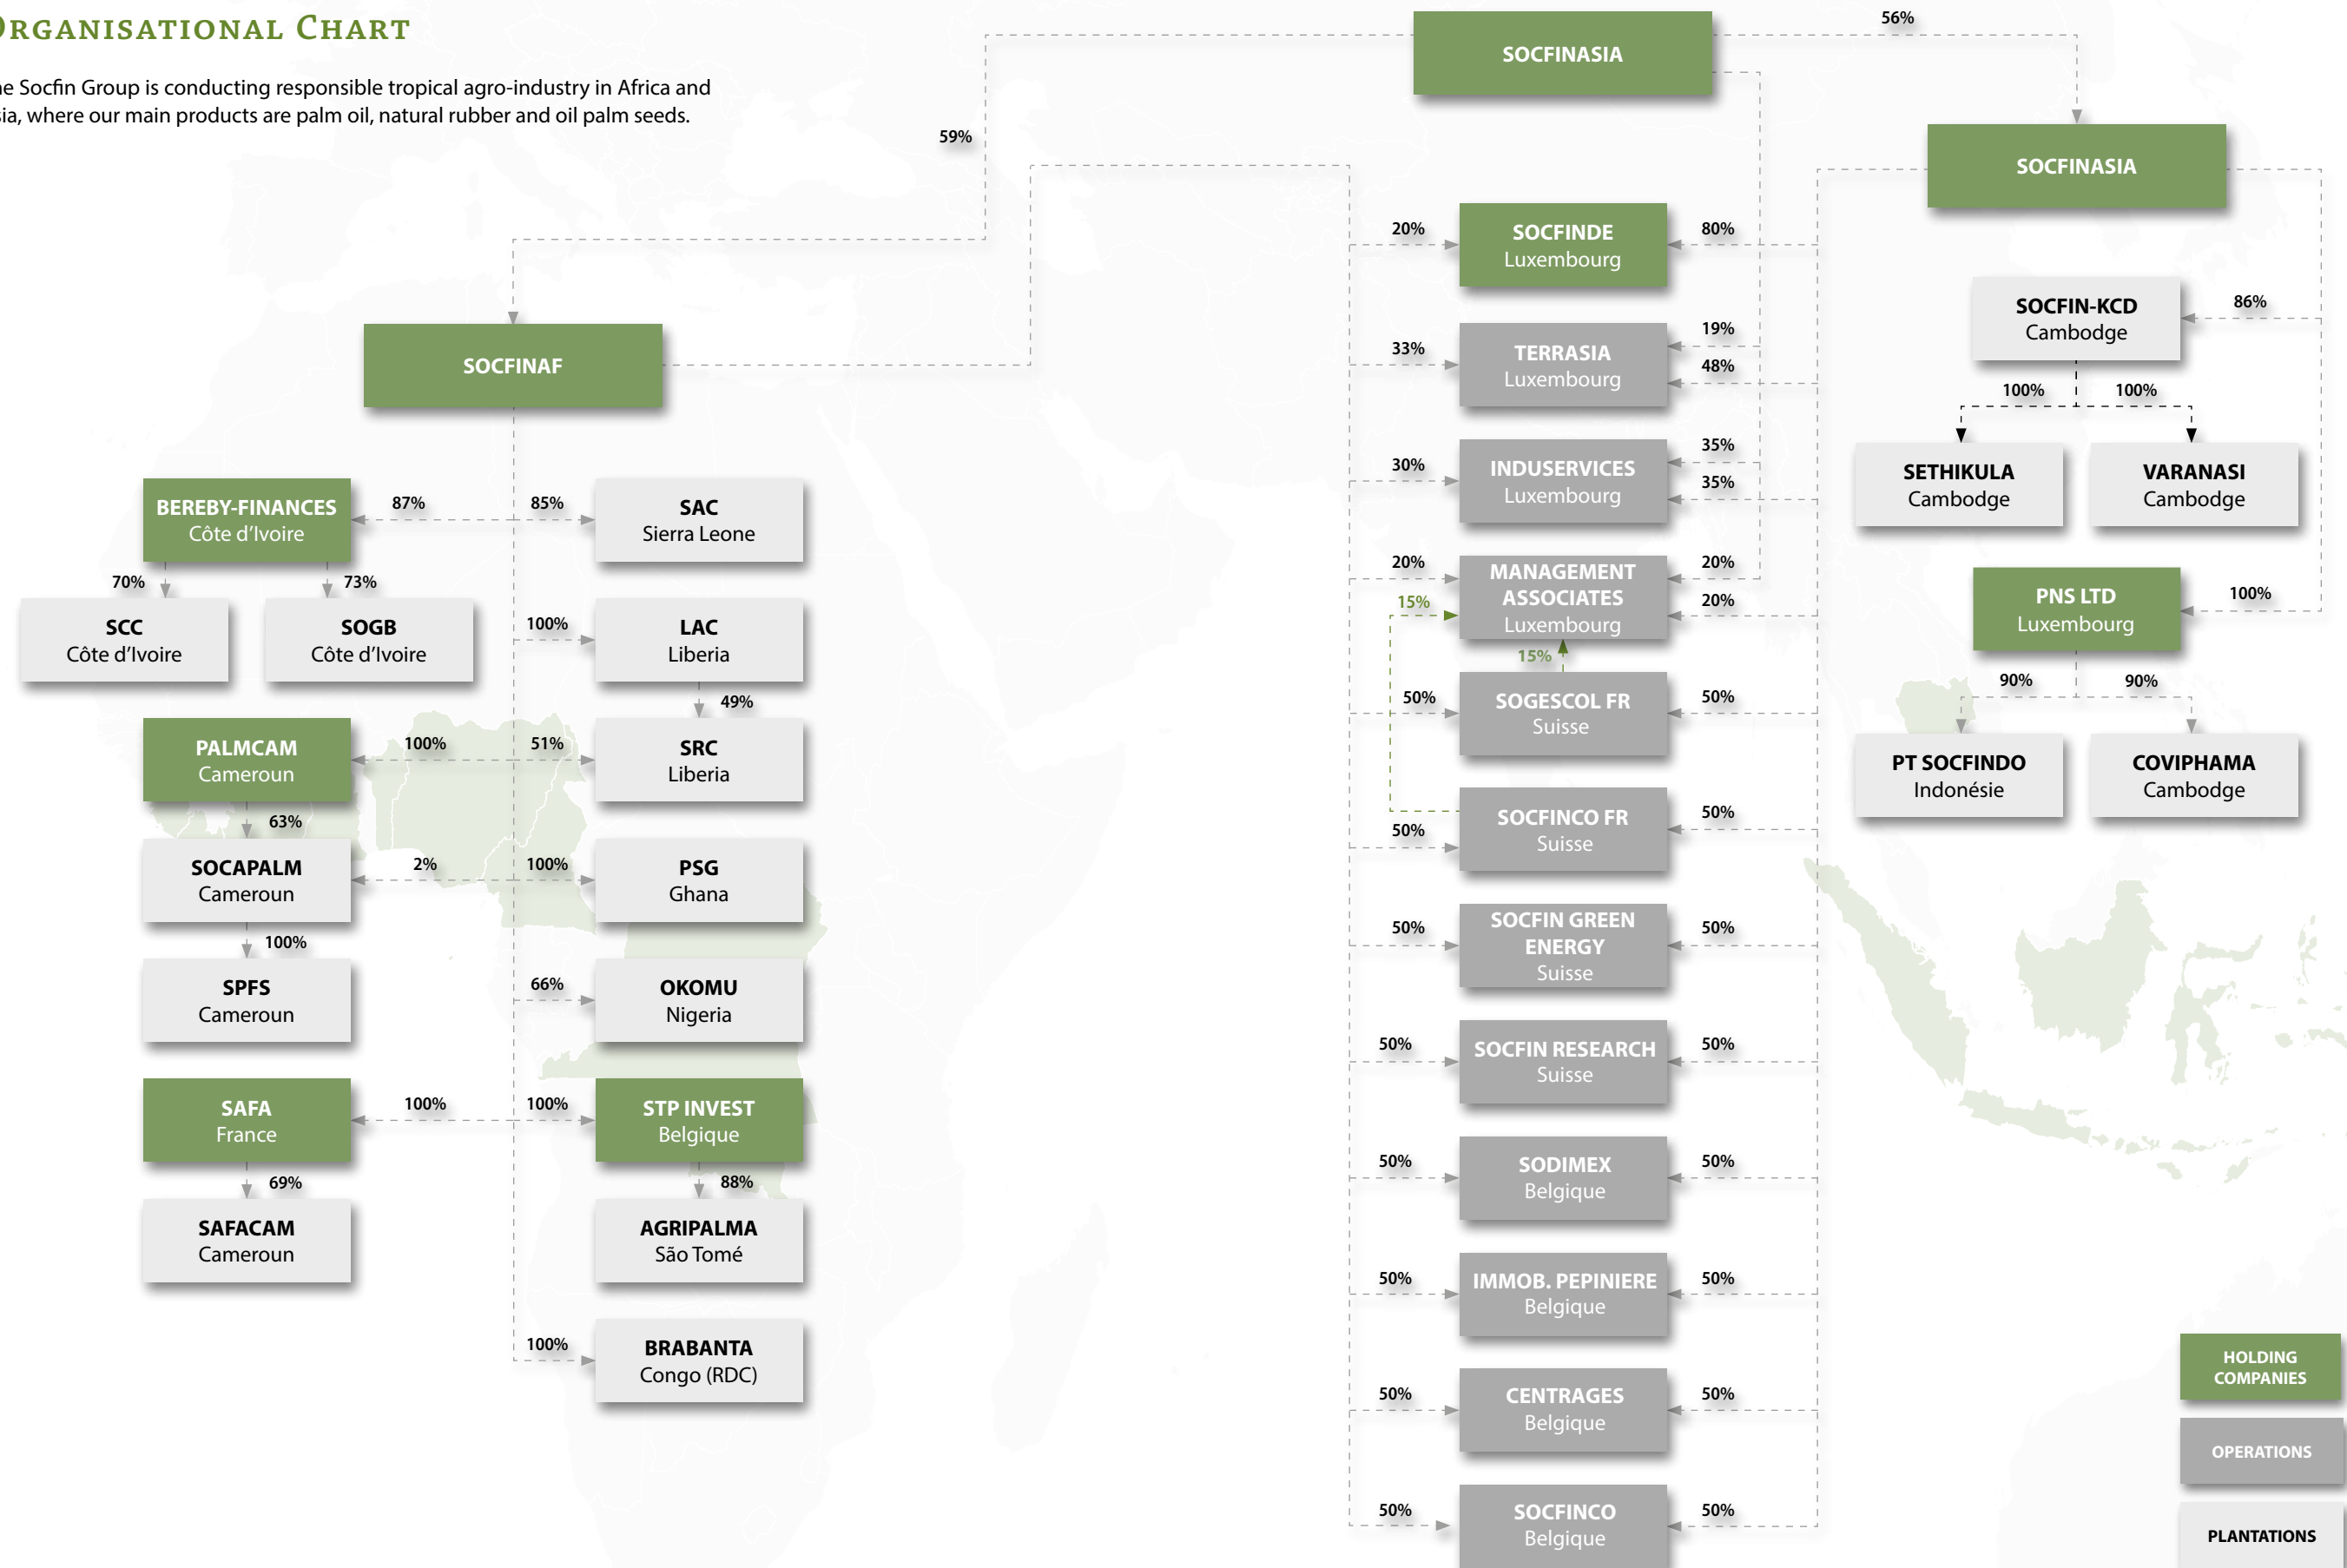 ORGANISATIONAL CHART
The Socfin Group is conducting responsible tropical agro-industry in Africa and
Asia, where our main products are palm oil, natural rubber and oil palm seeds.
SOCFINASIA
56%
59%
SOCFINASIA
SOCFINAF
BEREBY-FINANCES
Côte d'Ivoire
87%
85%
SAC
Sierra Leone
70%
73%
SCC
Côte d'Ivoire
SOGB
Côte d'Ivoire
100%
LAC
Liberia
49%
PALMCAM
Cameroun
100%
51%
SRC
Liberia
63%
SOCAPALM
Cameroun
2%
100%
PSG
Ghana
100%
SPFS
Cameroun
66%
OKOMU
Nigeria
SAFA
France
100%
100%
STP INVEST
Belgique
69%
88%
SAFACAM
Cameroun
AGRIPALMA
São Tomé
100%
BRABANTA
Congo (RDC)
20%
SOCFINDE
Luxembourg
80%
33%
TERRASIA
Luxembourg
19%
48%
30%
INDUSERVICES
Luxembourg
35%
35%
20%
15%
MANAGEMENT
ASSOCIATES
Luxembourg
20%
20%
15%
50%
SOGESCOL FR
Suisse
50%
50%
SOCFINCO FR
Suisse
50%
50%
SOCFIN GREEN
ENERGY
Suisse
50%
50%
SOCFIN RESEARCH
Suisse
50%
50%
SODIMEX
Belgique
50%
50%
IMMOB. PEPINIERE
Belgique
50%
50%
CENTRAGES
Belgique
50%
50%
SOCFINCO
Belgique
50%
SOCFIN-KCD
Cambodge
86%
100%
100%
SETHIKULA
Cambodge
VARANASI
Cambodge
PNS LTD
Luxembourg
100%
90%
90%
PT SOCFINDO
Indonésie
COVIPHAMA
Cambodge
HOLDING
COMPANIES
OPERATIONS
PLANTATIONS